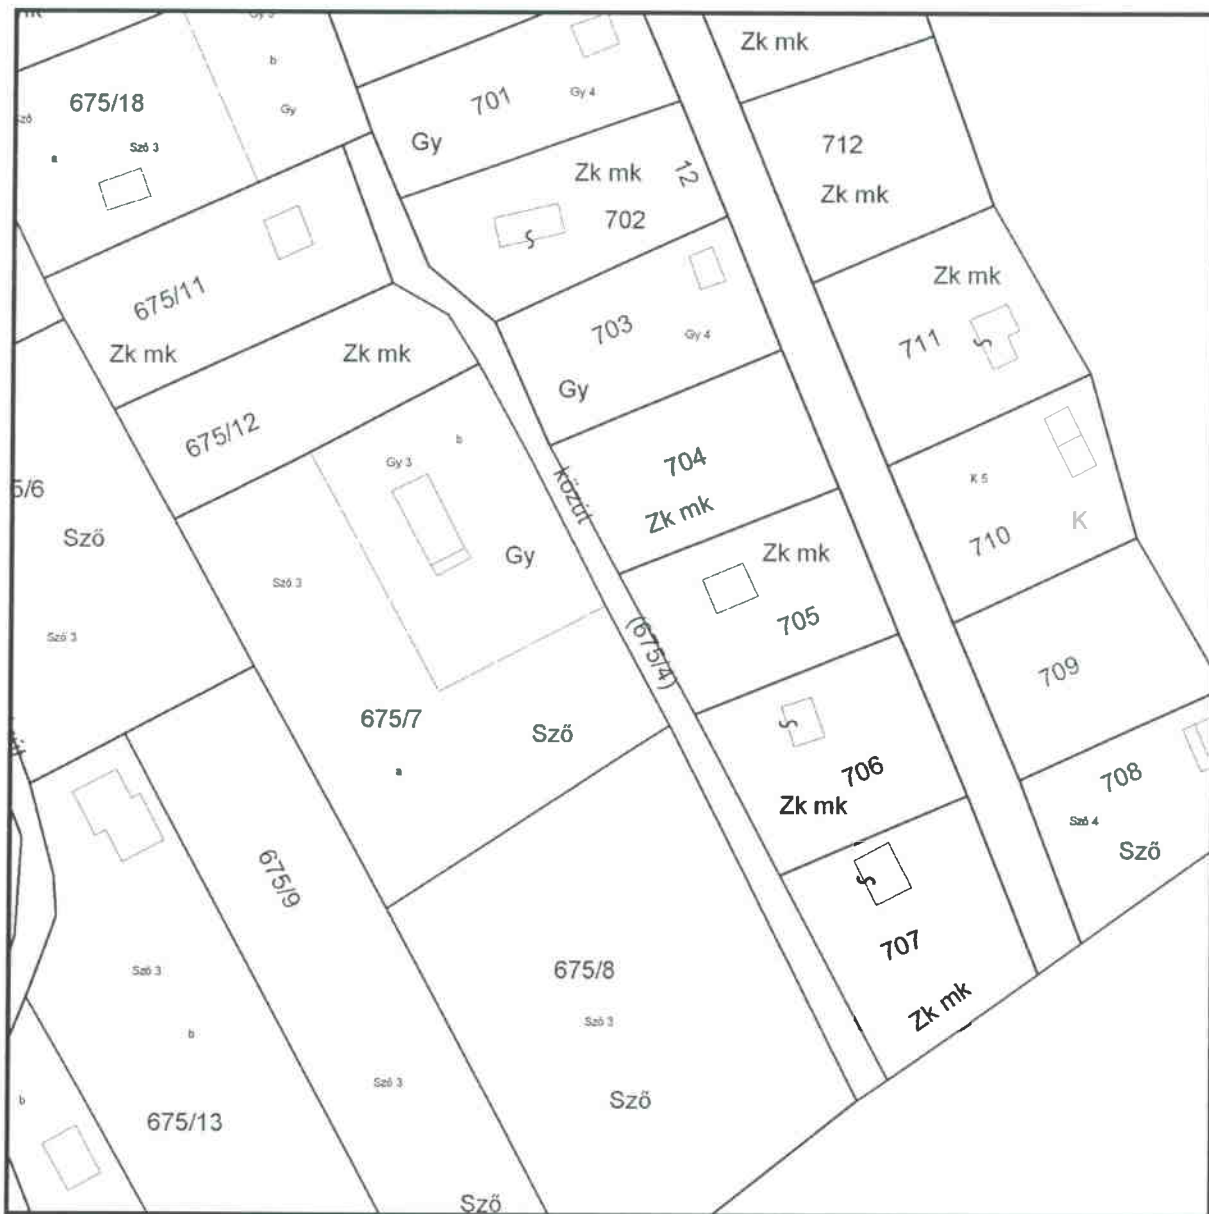 Gy 3
b
Zk mk
675/18
Gy
701
Gy 4
Gy
712
Sző
a
Sző 3
Zk mk
12
Zk mk
702
675/11
Zk mk
703
Gy 4
711
Zk mk
Zk mk
Gy
675/12
b
Gy 3
704
K 5
5/6
közút
Zk mk
K
710
Sző
Gy
Zk mk
Sző 3
705
Sző 3
(675/4)
709
675/7
Sző
a
706
708
Zk mk
Sző 4
Sző
675/9
707
Sző 3
675/8
Zk mk
Sző 3
b
Sző 3
b
Sző
675/13
Sző